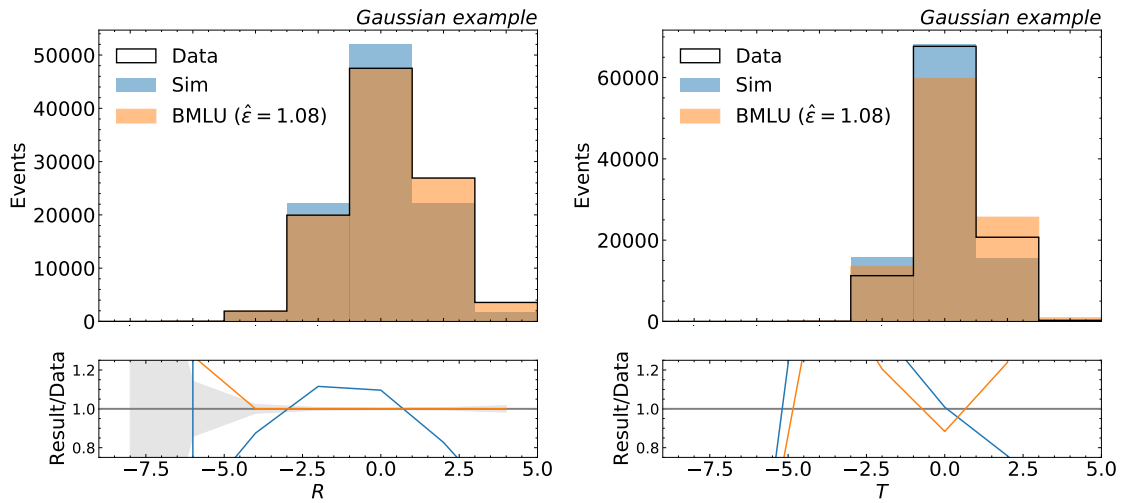 Gaussian example
Data
Sim
BMLU (ε̂ = 1.08)
Events
50000
40000
30000
20000
10000
0
Result/Data
1.2
1.0
0.8
−7.5 −5.0 −2.5 0.0 2.5 5.0
R
Gaussian example
Data
Sim
BMLU (ε̂ = 1.08)
Events
60000
40000
20000
0
Result/Data
1.2
1.0
0.8
−7.5 −5.0 −2.5 0.0 2.5 5.0
T